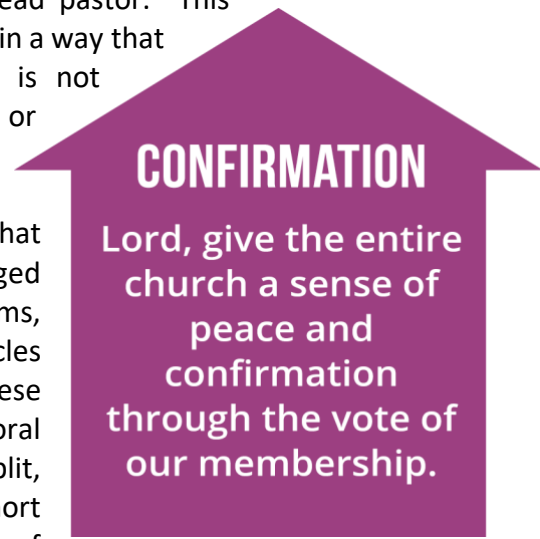 ead pastor? This
in a way that
is not
or
CONFIRMATION
Lord, give the entire
church a sense of
peace and
confirmation
through the vote of
our membership.
hat
ged
ms,
cles
ese
oral
plit,
ort